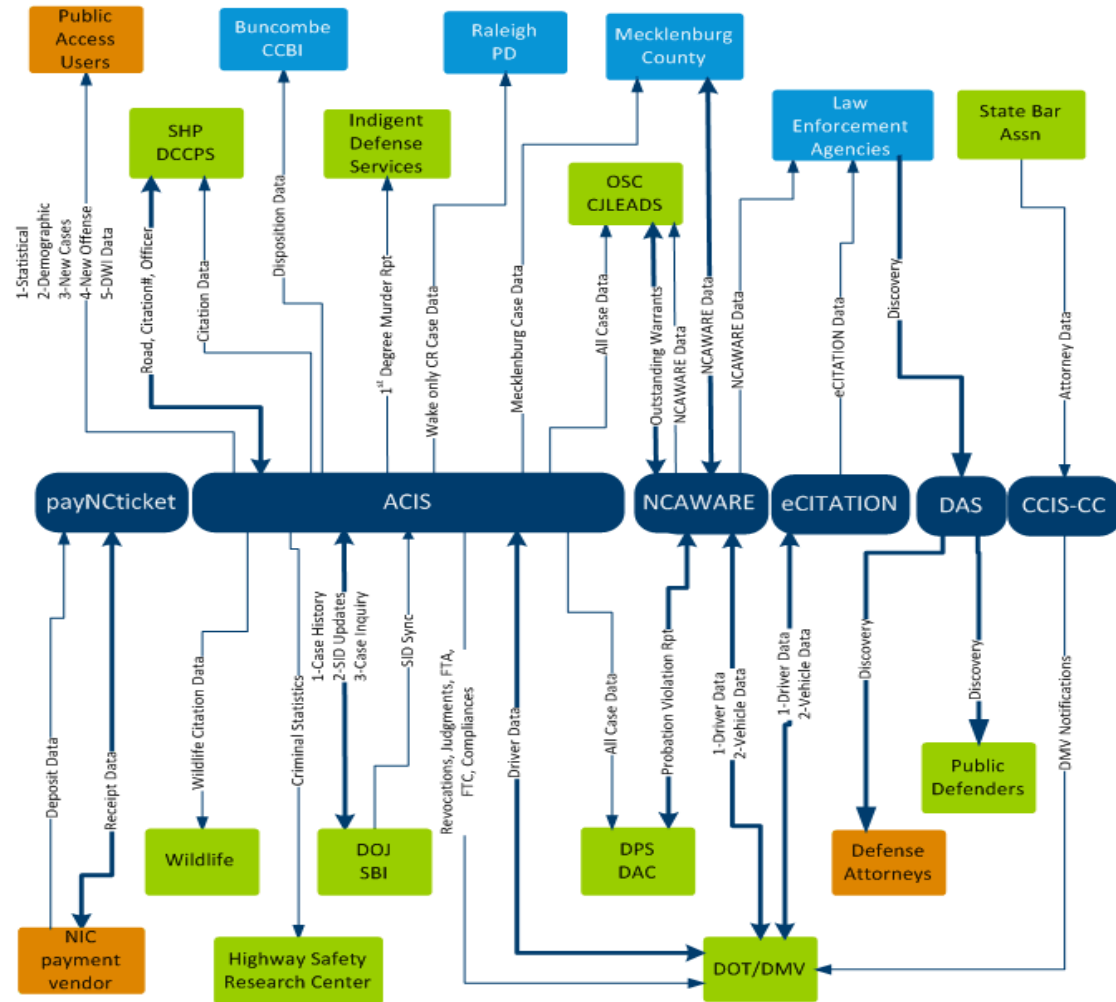 Public
Access
Users
Buncombe
CCBI
Raleigh
PD
Mecklenburg
County
SHP
DCCPS
Indigent
Defense
Services
OSC
CJLEADS
Law
Enforcement
Agencies
State Bar
Assn
1-Statistical
2-Demographic
3-New Cases
4-New Offense
5-DWI Data
Road, Citation#, Officer
Citation Data
Disposition Data
1st Degree Murder Rpt
Wake only CR Case Data
Mecklenburg Case Data
All Case Data
Outstanding Warrants
NCAWARE Data
NCAWARE Data
NCAWARE Data
eCITATION Data
Discovery
Attorney Data
payNCticket
ACIS
NCAWARE
eCITATION
DAS
CCIS-CC
Deposit Data
Receipt Data
Wildlife Citation Data
Criminal Statistics
1-Case History
2-SID Updates
3-Case Inquiry
SID Sync
Revocations, Judgments, FTA,
FTC, Compliances
Driver Data
All Case Data
Probation Violation Rpt
1-Driver Data
2-Vehicle Data
1-Driver Data
2-Vehicle Data
Discovery
Discovery
DMV Notifications
Wildlife
DOJ
SBI
DPS
DAC
Defense
Attorneys
Public
Defenders
NIC
payment
vendor
Highway Safety
Research Center
DOT/DMV